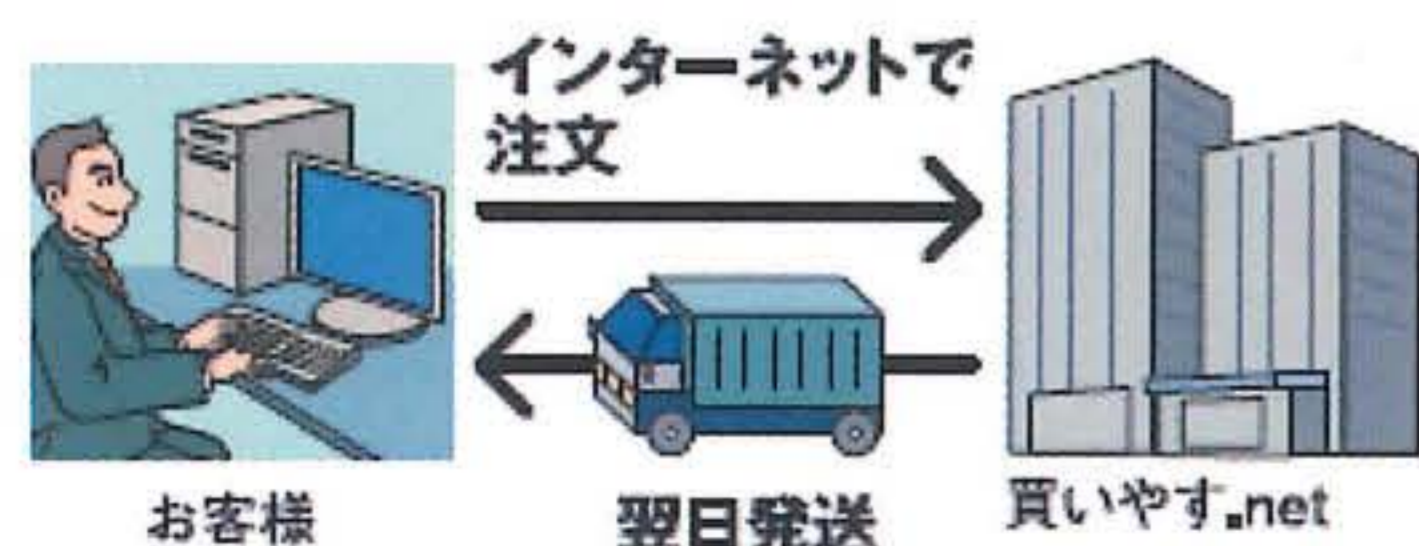 インターネットで
注文
お客様
翌日発送
買いやす.net